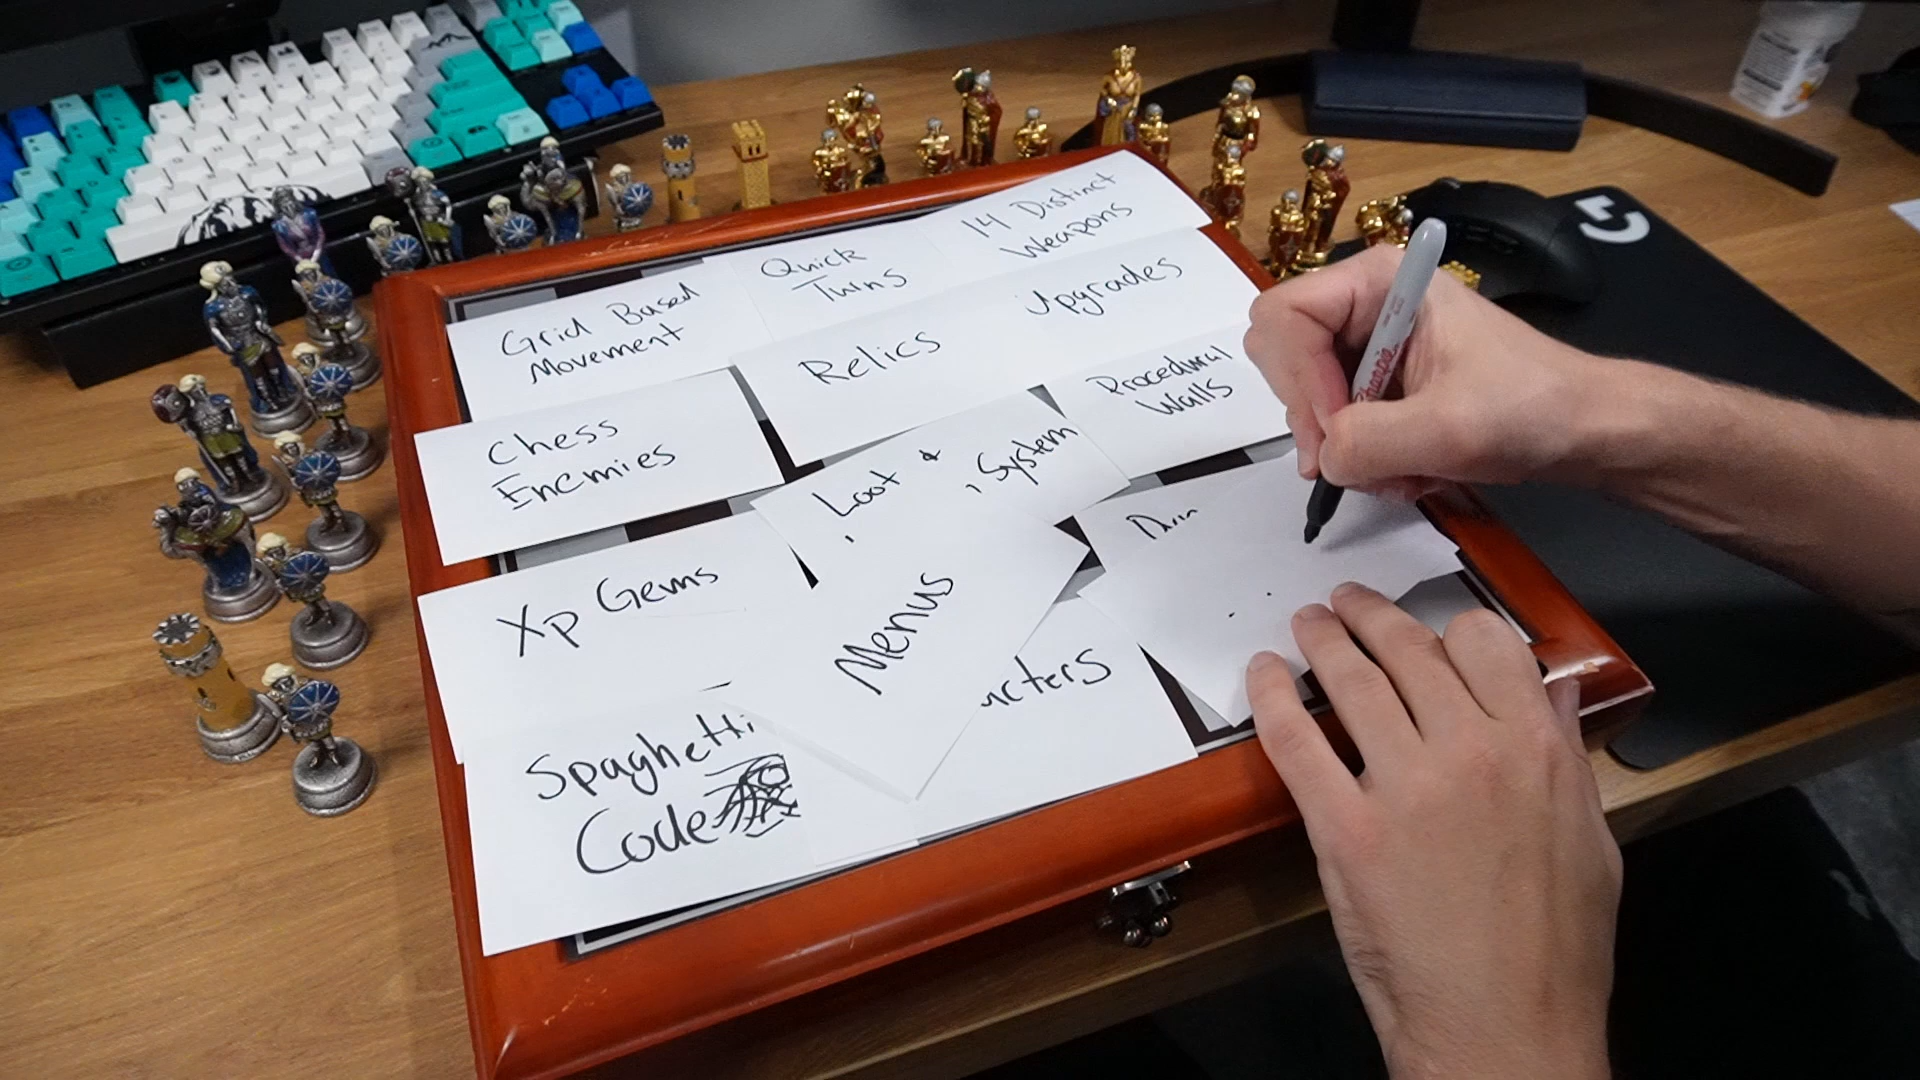 14 Distinct
Weapons
Quick
Turns
Grid Based
Movement
Upgrades
Relics
Procedural
Walls
Chess
Enemies
Loot &
System
XP Gems
Menus
Spaghetti
Code
Sharpie